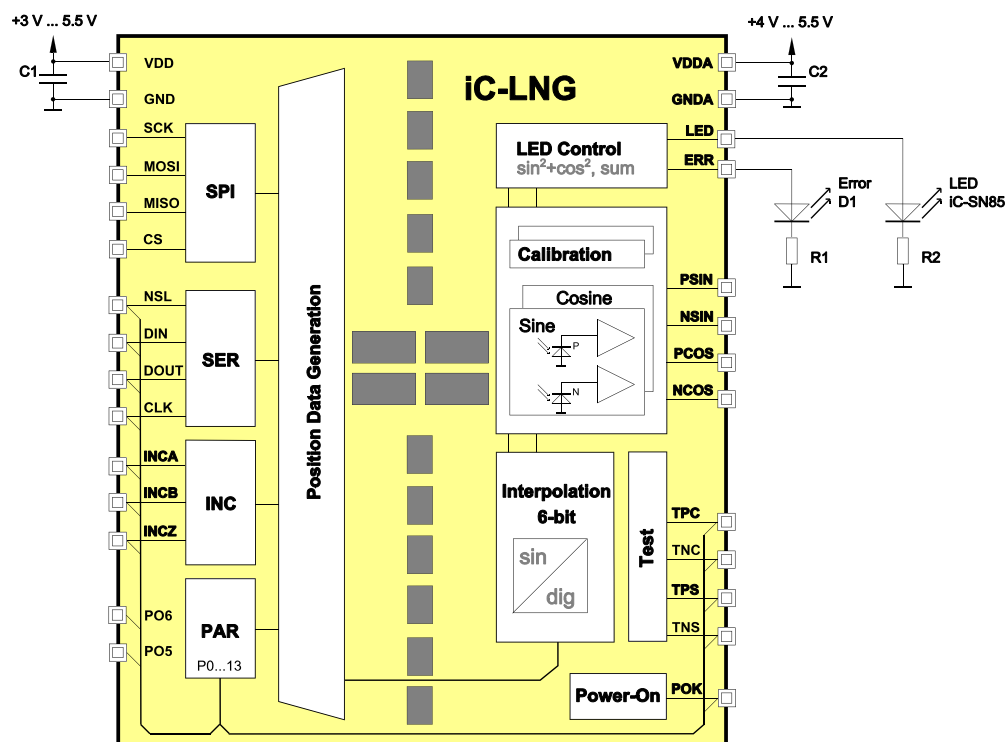 +3 V ... 5.5 V
+4 V ... 5.5 V
C1
VDD
GND
iC-LNG
VDDA
GNDA
C2
SCK
MOSI
MISO
CS
SPI
LED Control
sin²+cos², sum
LED
ERR
Error
D1
LED
iC-SN85
R1
R2
Calibration
Cosine
Sine
P
N
PSIN
NSIN
PCOS
NCOS
NSL
DIN
DOUT
CLK
SER
Position Data Generation
INCA
INCB
INCZ
INC
Interpolation
6-bit
sin
dig
Test
TPC
TNC
TPS
TNS
PO6
PO5
PAR
P0...13
Power-On
POK